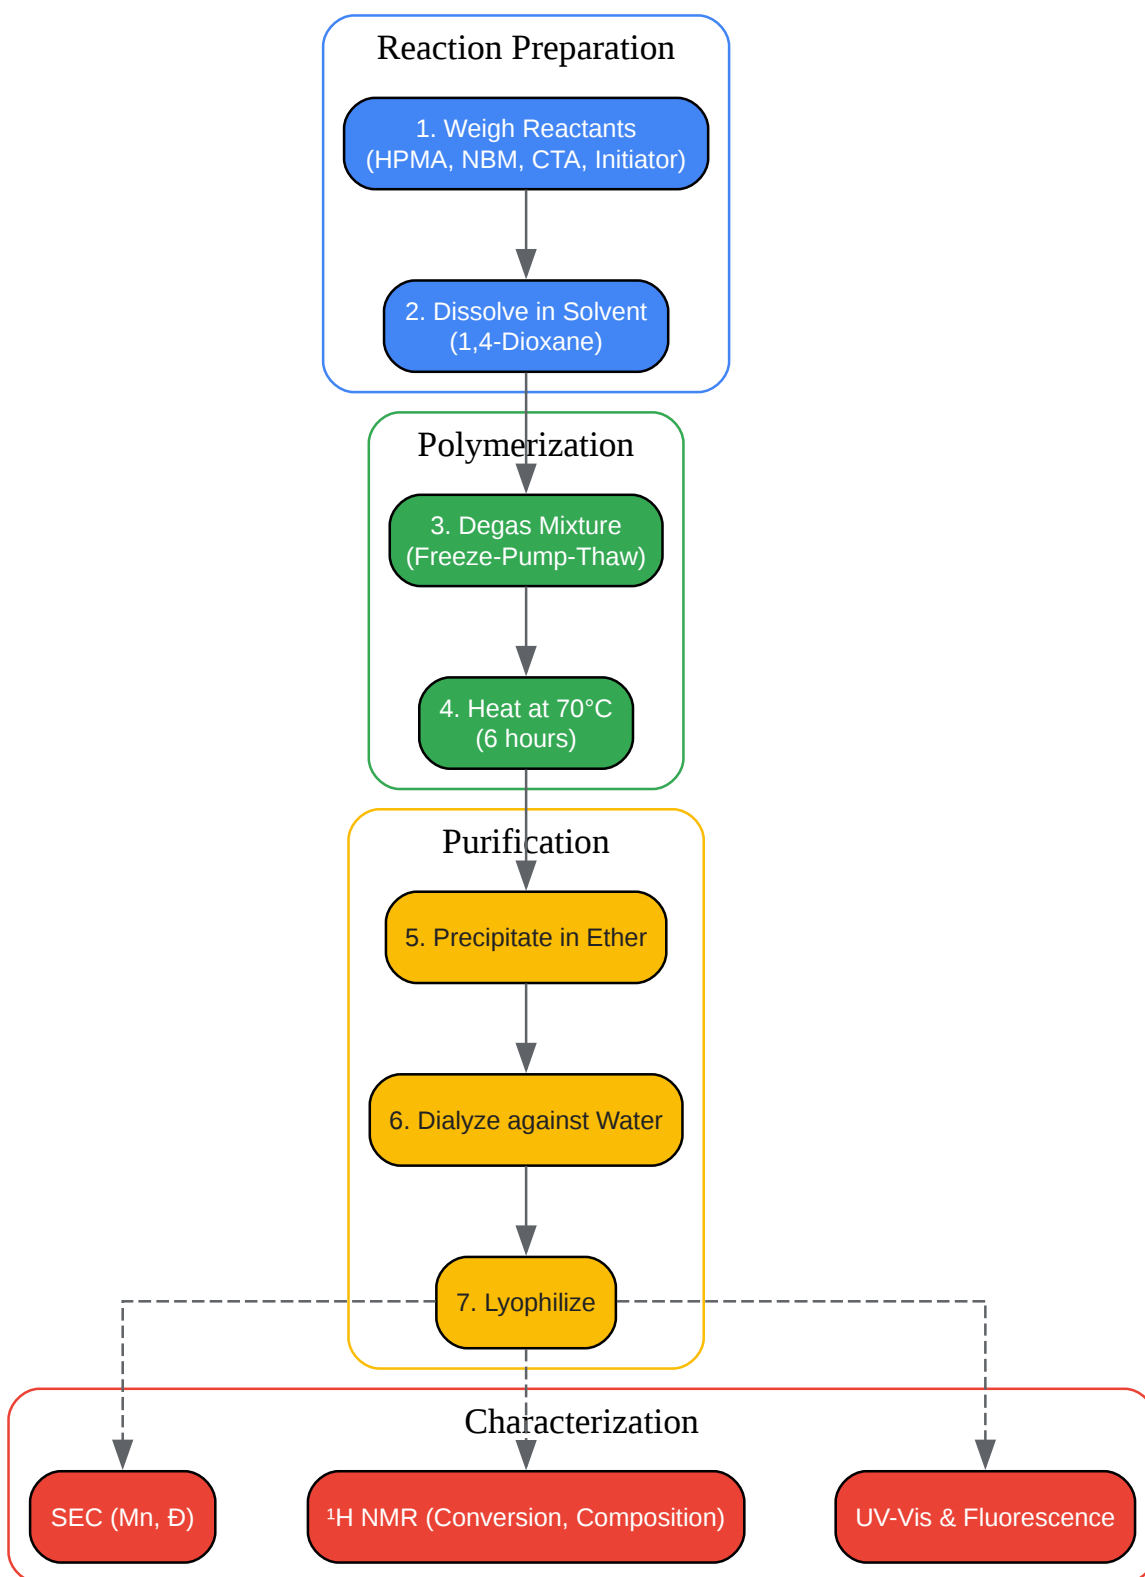 Reaction Preparation
1. Weigh Reactants
(HPMA, NBM, CTA, Initiator)
2. Dissolve in Solvent
(1,4-Dioxane)
Polymerization
3. Degas Mixture
(Freeze-Pump-Thaw)
4. Heat at 70°C
(6 hours)
Purification
5. Precipitate in Ether
6. Dialyze against Water
7. Lyophilize
Characterization
SEC (Mn, Đ)
¹H NMR (Conversion, Composition)
UV-Vis & Fluorescence